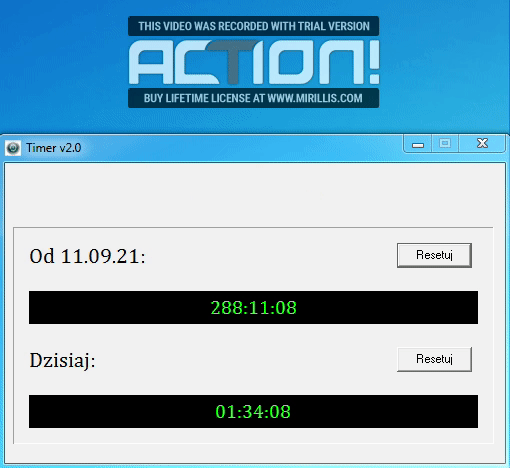 THIS VIDEO WAS RECORDED WITH TRIAL VERSION
ACTION!
BUY LIFETIME LICENSE AT WWW.MIRILLIS.COM
Timer v2.0
Od 11.09.21:
Resetuj
288:11:08
Dzisiaj:
Resetuj
01:34:08